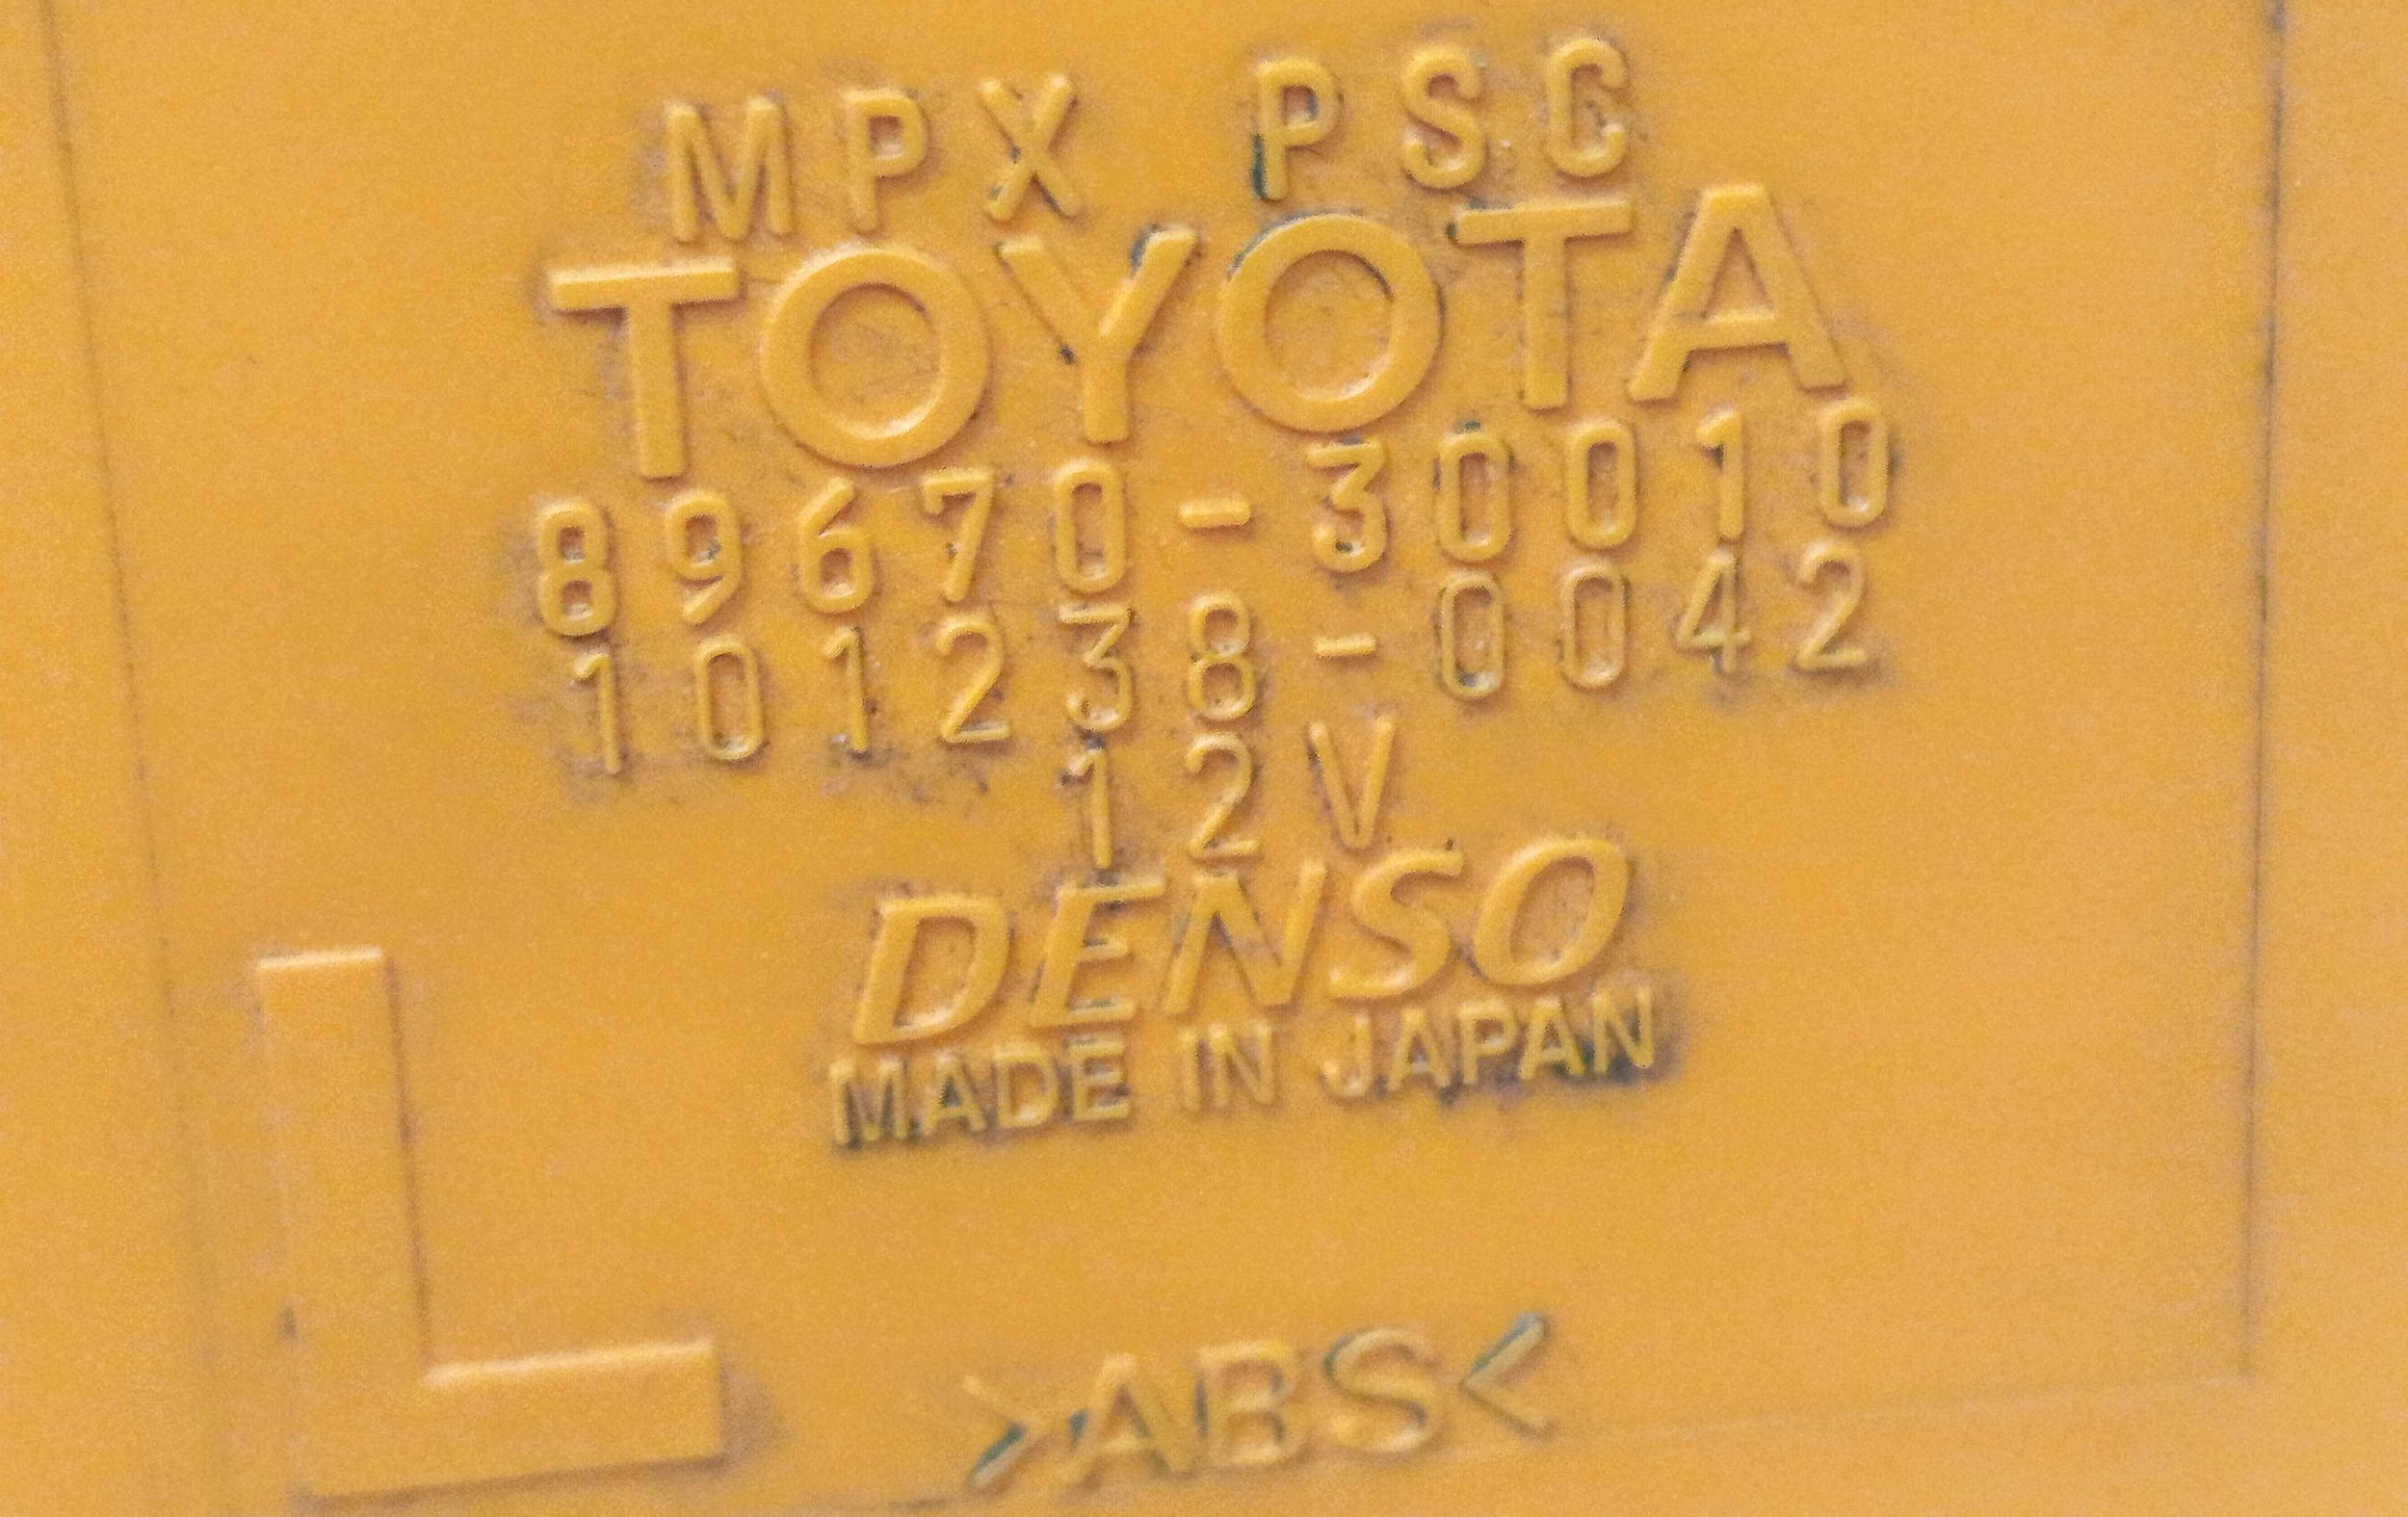 MPX PSC
TOYOTA
89670-30010
101238-0042
12V
DENSO
MADE IN JAPAN
L
>ABS<